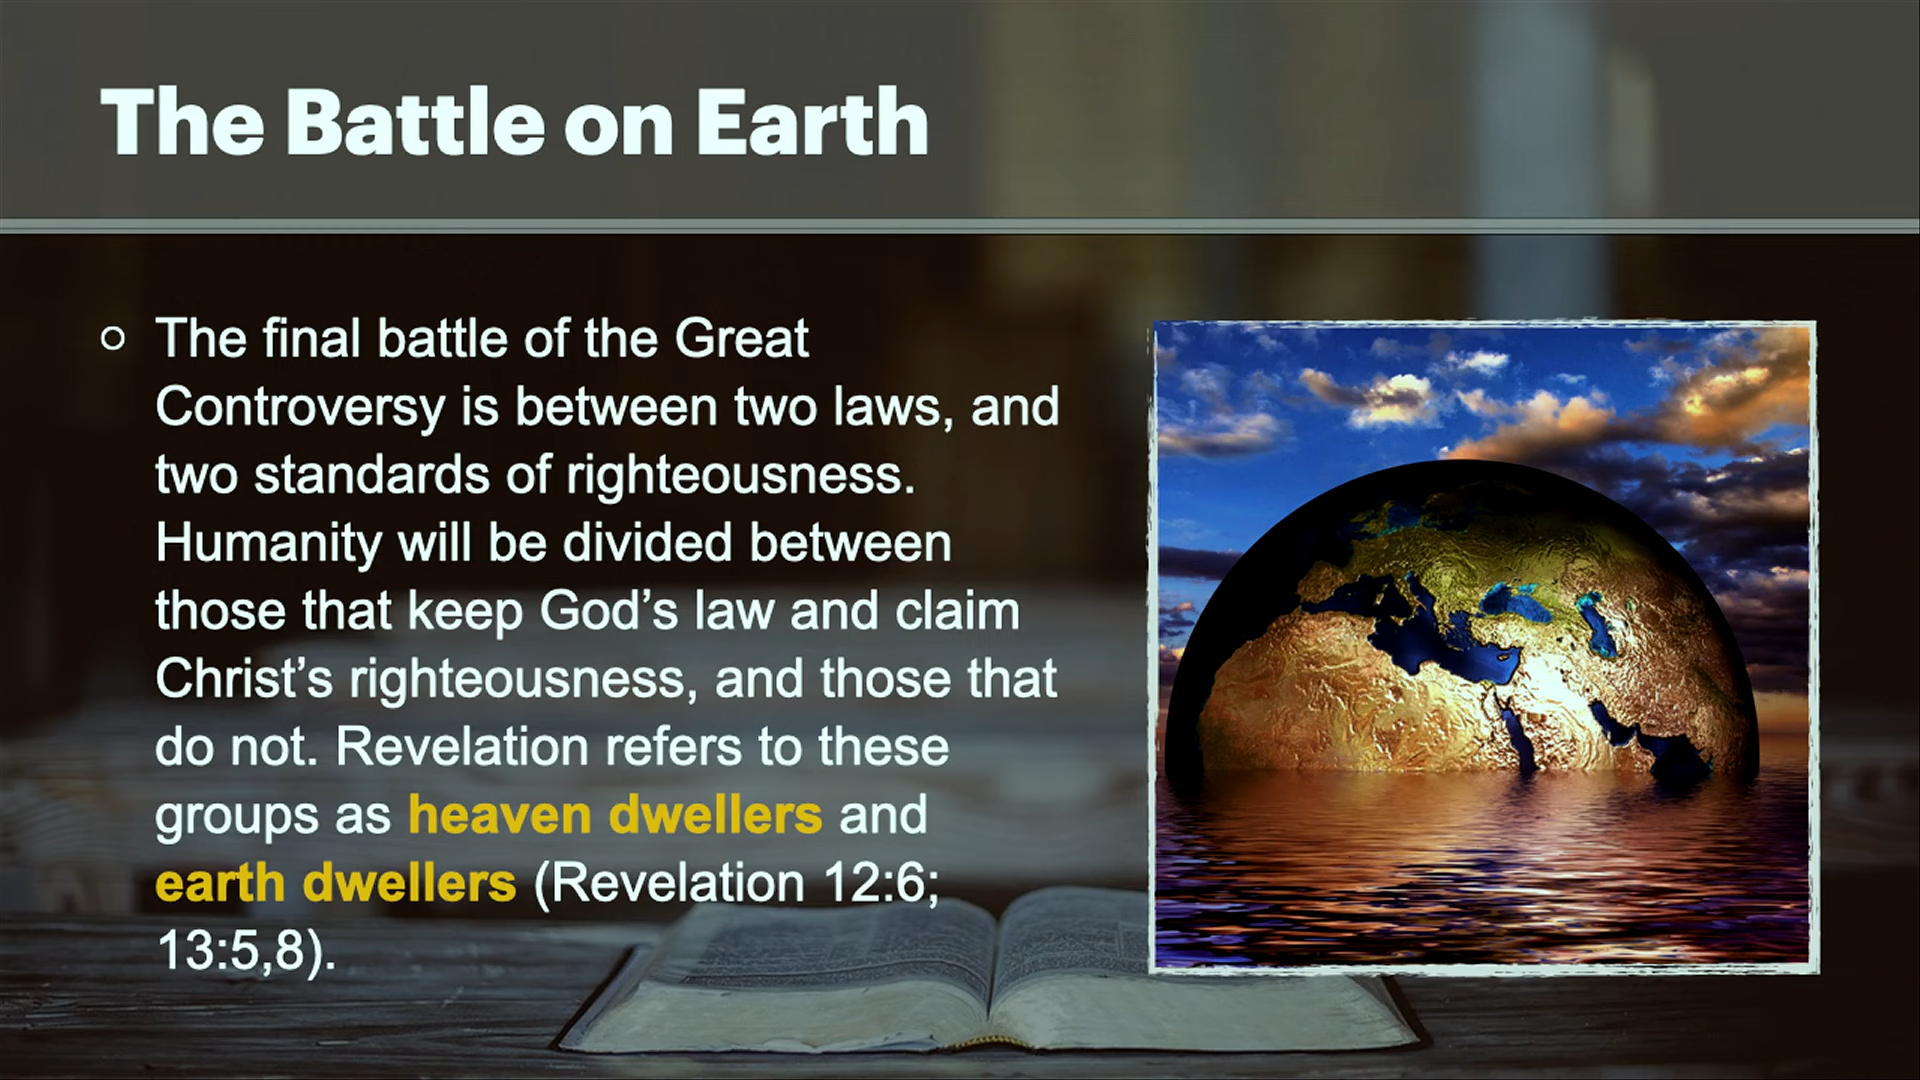 The Battle on Earth
The final battle of the Great
Controversy is between two laws, and
two standards of righteousness.
Humanity will be divided between
those that keep God’s law and claim
Christ’s righteousness, and those that
do not. Revelation refers to these
groups as heaven dwellers and
earth dwellers (Revelation 12:6;
13:5,8).